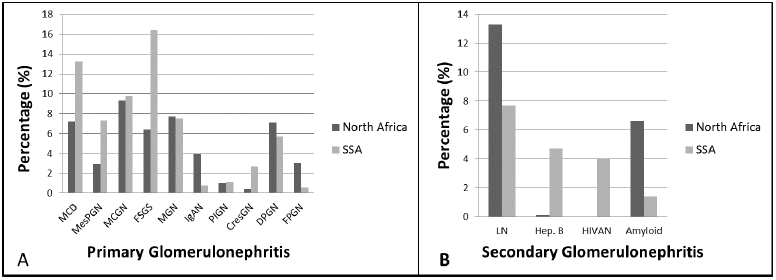 18
16
14
12
10
8
6
4
2
0
Percentage (%)
MCD
MesPGN
MCGN
FSGS
MGN
IgAN
PIGN
CresGN
DPGN
FPGN
North Africa
SSA
A
Primary Glomerulonephritis
14
12
10
8
6
4
2
0
Percentage (%)
LN
Hep. B
HIVAN
Amyloid
North Africa
SSA
B
Secondary Glomerulonephritis